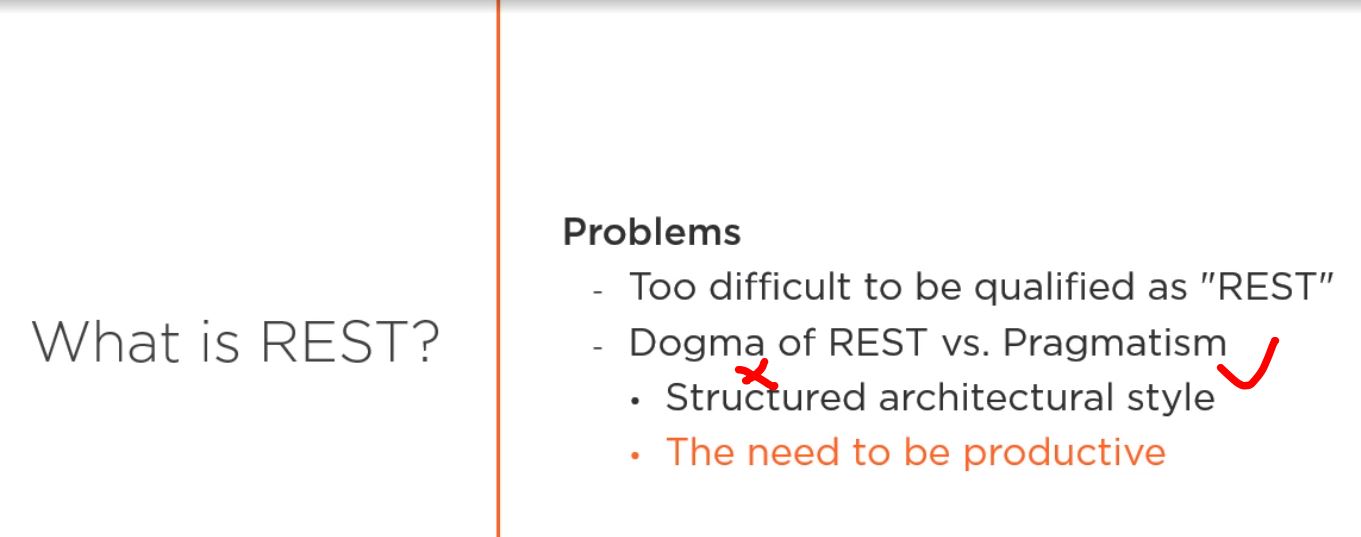 What is REST?
Problems
- Too difficult to be qualified as "REST"
- Dogma of REST vs. Pragmatism
• Structured architectural style
• The need to be productive